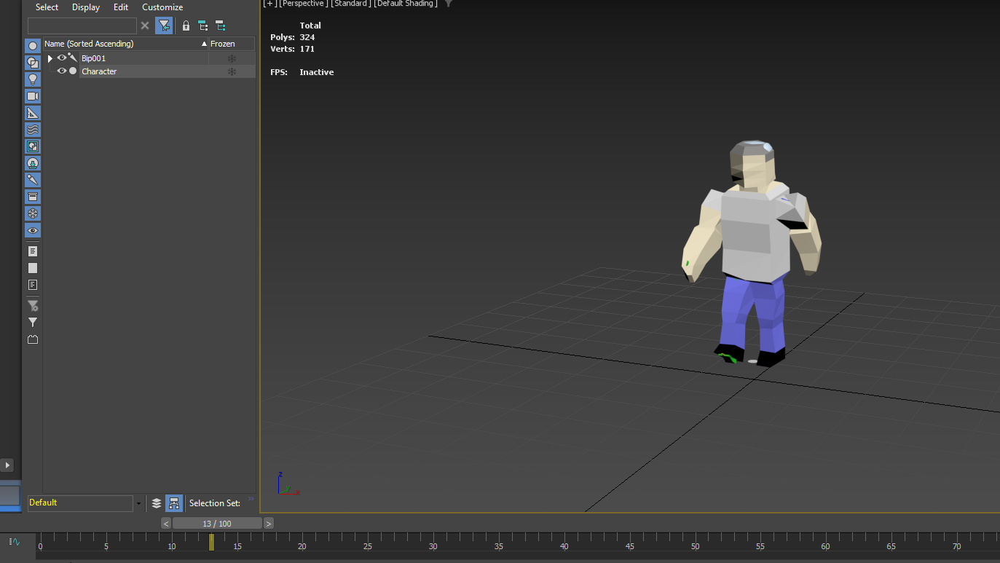 Select Display Edit Customize
[+] [Perspective] [Standard] [Default Shading]
Name (Sorted Ascending) Frozen
Bip001
Character
Total
Polys: 324
Verts: 171
FPS: Inactive
z
y
x
Default
Selection Set:
< 13 / 100 >
0 5 10 15 20 25 30 35 40 45 50 55 60 65 70